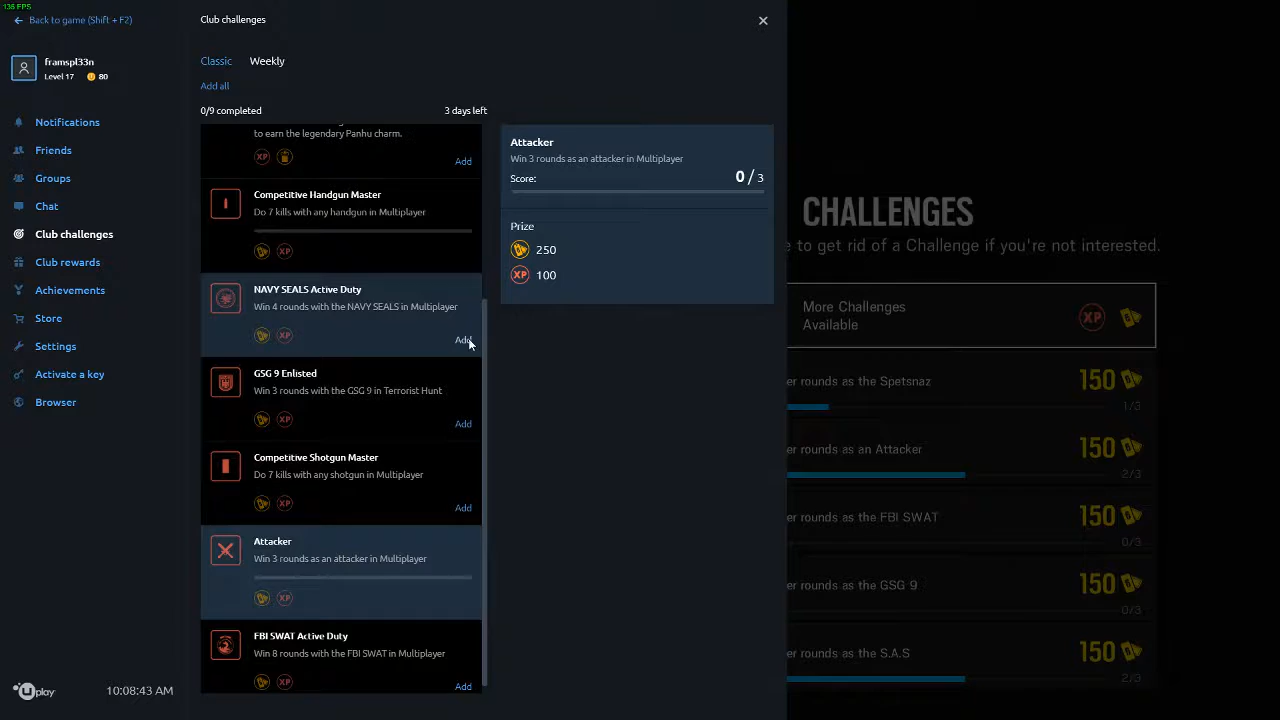 136 FPS
Back to game (Shift + F2)
framspl33n
Level 17 80
Notifications
Friends
Groups
Chat
Club challenges
Club rewards
Achievements
Store
Settings
Activate a key
Browser
uplay
10:08:43 AM
Club challenges
Classic Weekly
Add all
0/9 completed 3 days left
to earn the legendary Panhu charm.
XP
Add
Competitive Handgun Master
Do 7 kills with any handgun in Multiplayer
XP
NAVY SEALS Active Duty
Win 4 rounds with the NAVY SEALS in Multiplayer
XP
Add
GSG 9 Enlisted
Win 3 rounds with the GSG 9 in Terrorist Hunt
XP
Add
Competitive Shotgun Master
Do 7 kills with any shotgun in Multiplayer
XP
Add
Attacker
Win 3 rounds as an attacker in Multiplayer
XP
FBI SWAT Active Duty
Win 8 rounds with the FBI SWAT in Multiplayer
XP
Add
Attacker
Win 3 rounds as an attacker in Multiplayer
Score: 0 / 3
Prize
250
XP 100
CHALLENGES
e to get rid of a Challenge if you're not interested.
More Challenges
Available
XP
er rounds as the Spetsnaz 150
1/3
er rounds as an Attacker 150
2/3
er rounds as the FBI SWAT 150
0/3
er rounds as the GSG 9 150
0/3
er rounds as the S.A.S 150
2/3